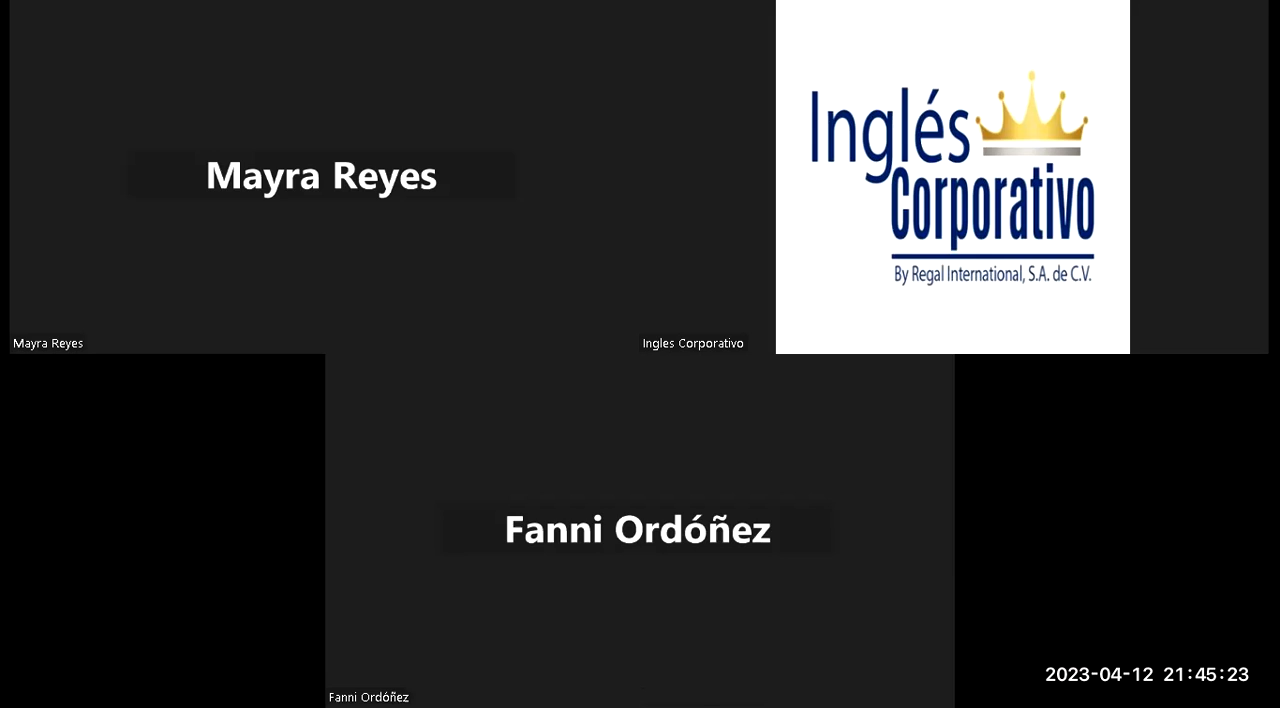 Mayra Reyes
Inglés
Corporativo
By Regal International, S.A. de C.V.
Mayra Reyes
Ingles Corporativo
Fanni Ordóñez
Fanni Ordóñez
2023-04-12 21:45:23